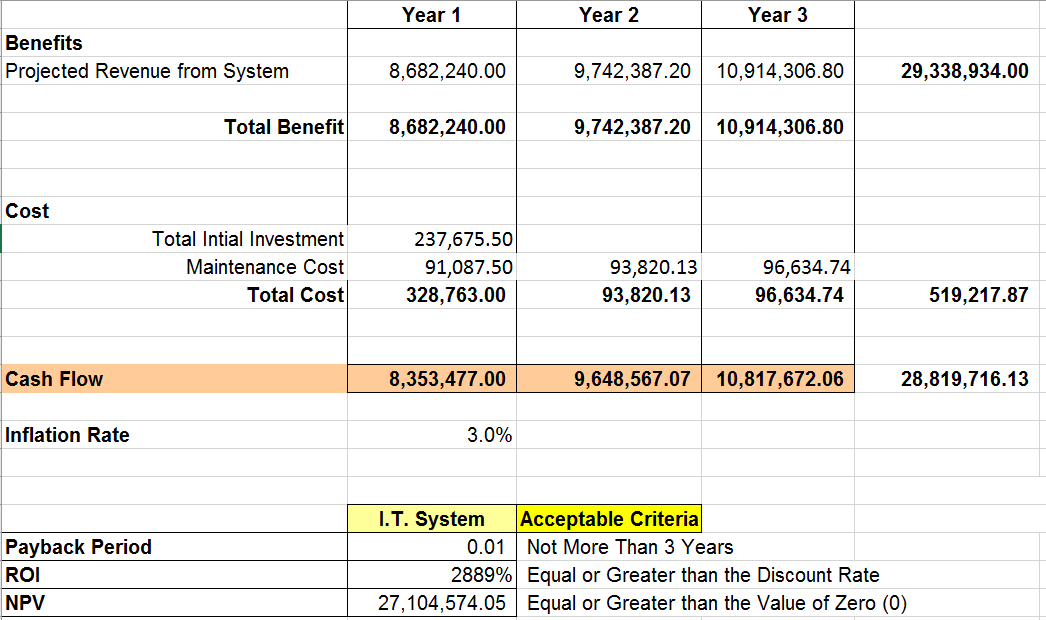 Year 1 Year 2 Year 3
Benefits
Projected Revenue from System 8,682,240.00 9,742,387.20 10,914,306.80 29,338,934.00
Total Benefit 8,682,240.00 9,742,387.20 10,914,306.80
Cost
Total Intial Investment 237,675.50
Maintenance Cost 91,087.50 93,820.13 96,634.74
Total Cost 328,763.00 93,820.13 96,634.74 519,217.87
Cash Flow 8,353,477.00 9,648,567.07 10,817,672.06 28,819,716.13
Inflation Rate 3.0%
I.T. System Acceptable Criteria
Payback Period 0.01 Not More Than 3 Years
ROI 2889% Equal or Greater than the Discount Rate
NPV 27,104,574.05 Equal or Greater than the Value of Zero (0)